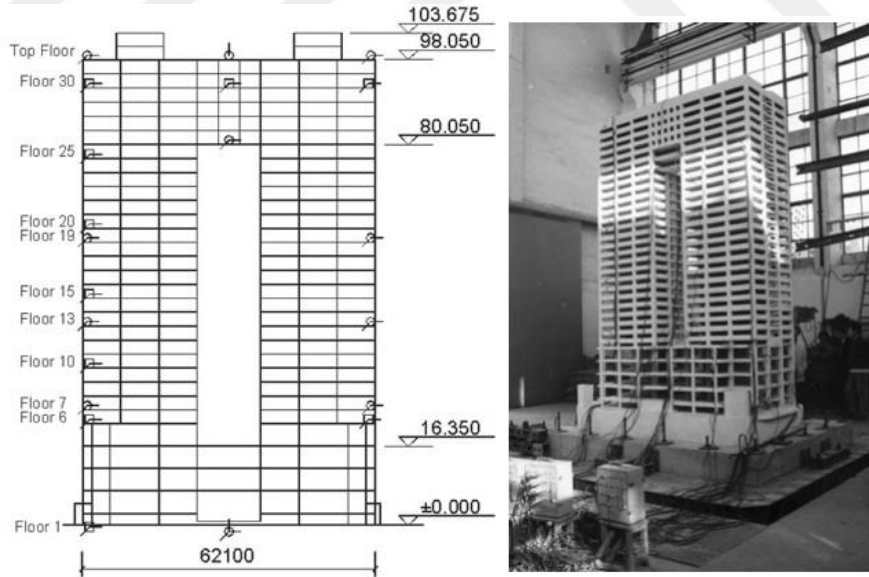 103.675
Top Floor
98.050
Floor 30
80.050
Floor 25
Floor 20
Floor 19
Floor 15
Floor 13
Floor 10
Floor 7
Floor 6
16.350
±0.000
Floor 1
62100